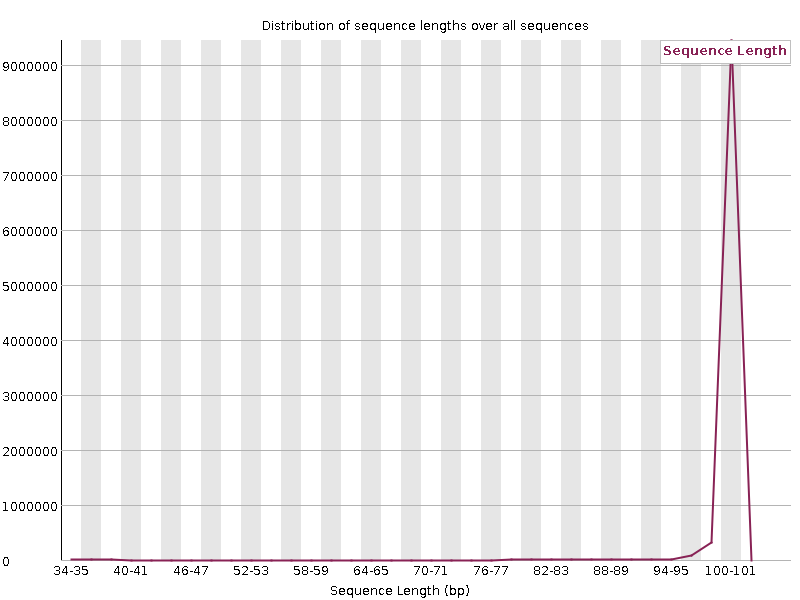 Distribution of sequence lengths over all sequences
Sequence Length
9000000
8000000
7000000
6000000
5000000
4000000
3000000
2000000
1000000
0
34-35 40-41 46-47 52-53 58-59 64-65 70-71 76-77 82-83 88-89 94-95 100-101
Sequence Length (bp)